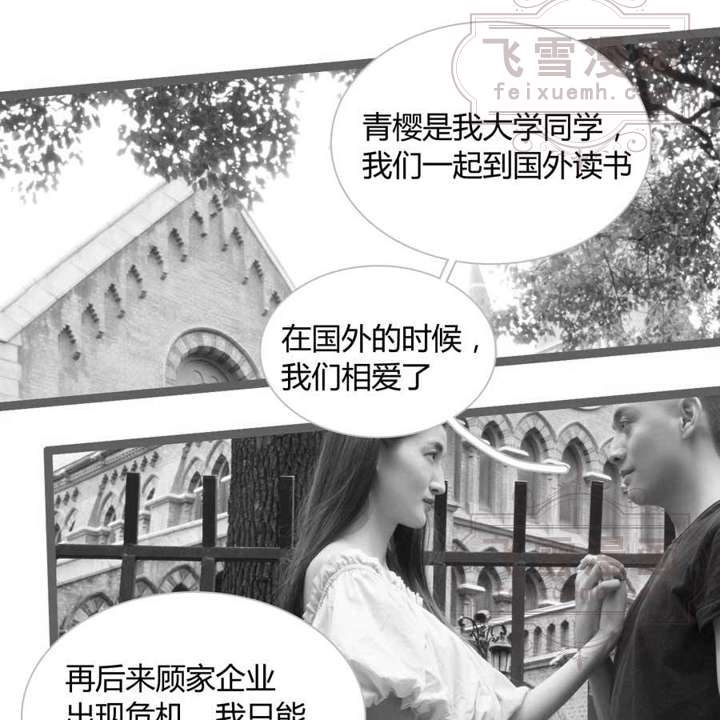 飞雪漫
feixuemh.com
青樱是我大学同学，
我们一起到国外读书
在国外的时候，
我们相爱了
再后来顾家企业
出现危机，我只能